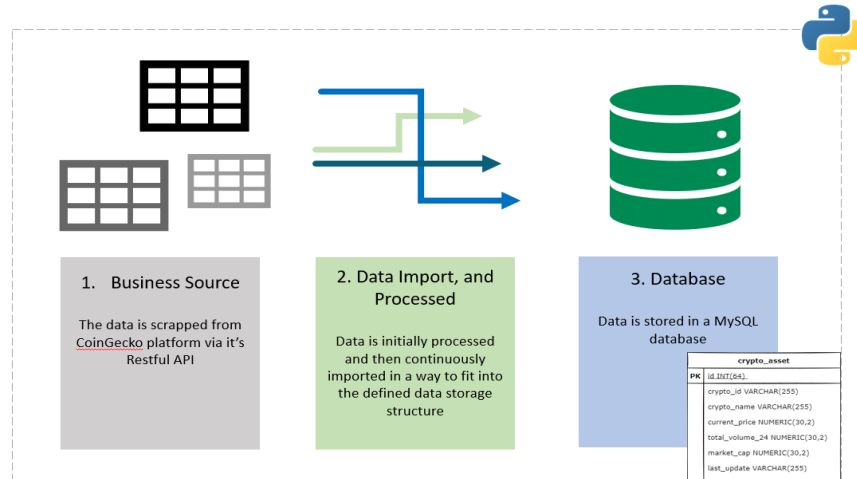 1. Business Source
The data is scrapped from
CoinGecko platform via it's
Restful API
2. Data Import, and
Processed
Data is initially processed
and then continuously
imported in a way to fit into
the defined data storage
structure
3. Database
Data is stored in a MySQL
database
crypto_asset
PK id INT(64)
crypto_id VARCHAR(255)
crypto_name VARCHAR(255)
current_price NUMERIC(30,2)
total_volume_24 NUMERIC(30,2)
market_cap NUMERIC(30,2)
last_update VARCHAR(255)